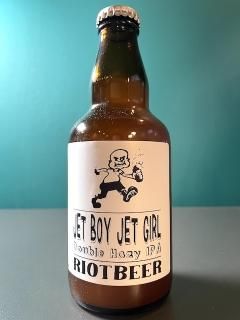 JET BOY JET GIRL
Double Hazy IPA
RIOTBEER